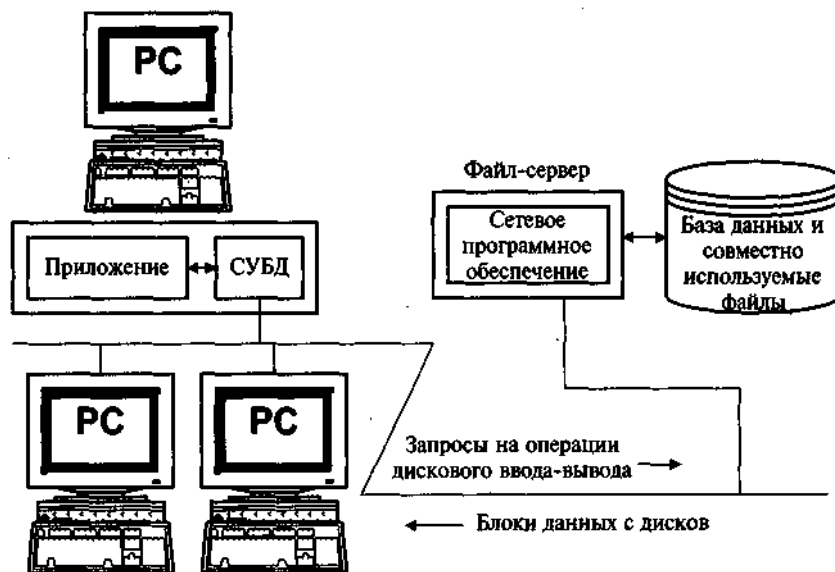 PC
Файл-сервер
Приложение
СУБД
Сетевое
программное
обеспечение
База данных и
совместно
используемые
файлы
PC
PC
Запросы на операции
дискового ввода-вывода
Блоки данных с дисков